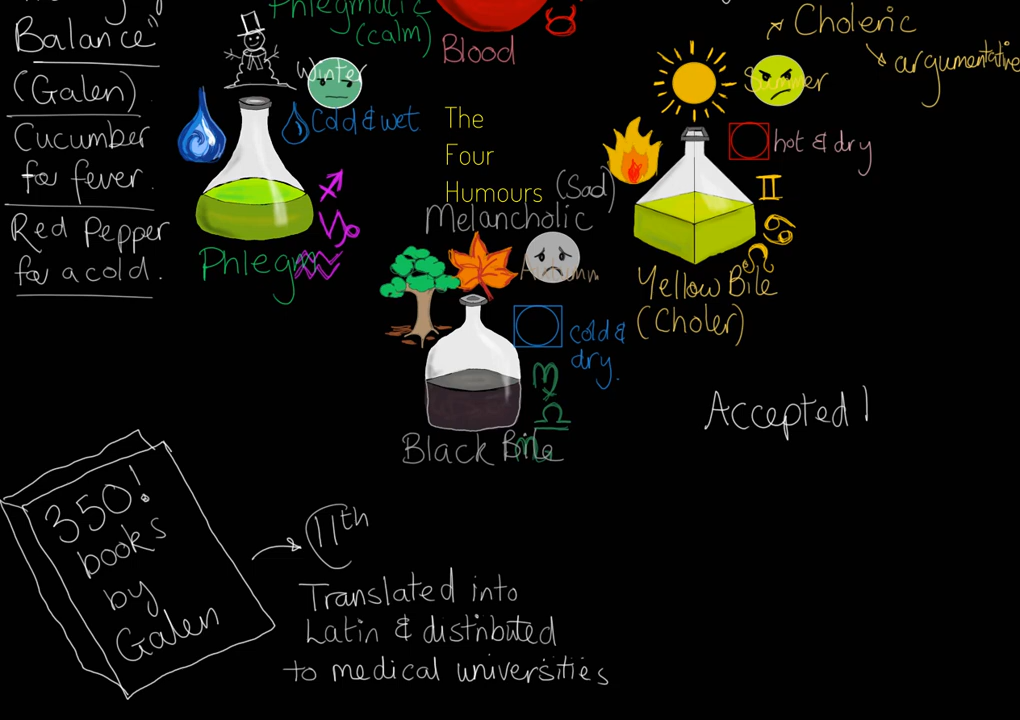 Balance"
(Galen)
Cucumber
for fever.
Red Pepper
for a cold.
Phlegmatic
(calm)
Blood
Winter
Cold & wet
Phlegm
The
Four
Humours
(Sad)
Melancholic
Autumn
cold &
dry.
Black Bile
Choleric
argumentative
Summer
hot & dry
Yellow Bile
(Choler)
Accepted
350!
books
by
Galen
11th
Translated into
Latin & distributed
to medical universities